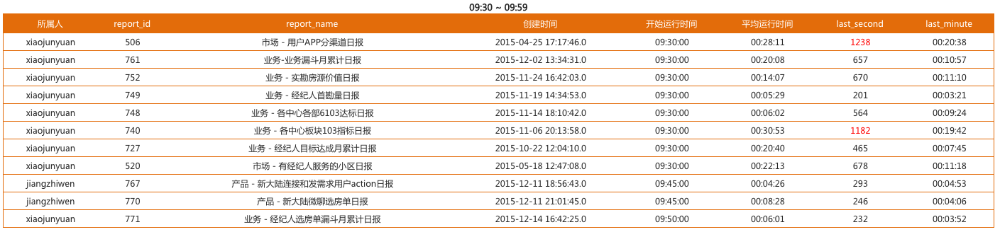 09:30 ~ 09:59
所属人 report_id report_name 创建时间 开始运行时间 平均运行时间 last_second last_minute
xiaojunyuan 506 市场 - 用户APP分渠道日报 2015-04-25 17:17:46.0 09:30:00 00:28:11 1238 00:20:38
xiaojunyuan 761 业务-业务漏斗月累计日报 2015-12-02 13:34:31.0 09:30:00 00:20:08 657 00:10:57
xiaojunyuan 752 业务 - 实勘房源价值日报 2015-11-24 16:42:03.0 09:30:00 00:14:07 670 00:11:10
xiaojunyuan 749 业务 - 经纪人首勘量日报 2015-11-19 14:34:53.0 09:30:00 00:05:29 201 00:03:21
xiaojunyuan 748 业务 - 各中心各部6103达标日报 2015-11-14 18:10:42.0 09:30:00 00:06:02 564 00:09:24
xiaojunyuan 740 业务 - 各中心板块103指标日报 2015-11-06 20:13:58.0 09:30:00 00:30:53 1182 00:19:42
xiaojunyuan 727 业务 - 经纪人目标达成月累计日报 2015-10-22 12:04:10.0 09:30:00 00:20:40 465 00:07:45
xiaojunyuan 520 市场 - 有经纪人服务的小区日报 2015-05-18 12:47:08.0 09:30:00 00:22:13 678 00:11:18
jiangzhiwen 767 产品 - 新大陆连接和发需求用户action日报 2015-12-11 18:56:43.0 09:45:00 00:04:26 293 00:04:53
jiangzhiwen 770 产品 - 新大陆微聊选房单日报 2015-12-11 21:01:45.0 09:45:00 00:08:28 246 00:04:06
xiaojunyuan 771 业务 - 经纪人选房单漏斗月累计日报 2015-12-14 16:42:25.0 09:50:00 00:06:01 232 00:03:52